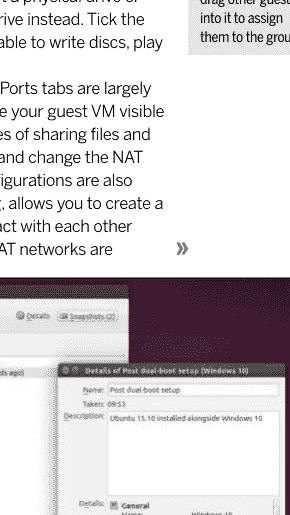 rive instead. Tick the
able to write discs, play
Ports tabs are largely
e your guest VM visible
es of sharing files and
and change the NAT
figurations are also
, allows you to create a
act with each other
AT networks are
»
drag other guest
into it to assign
them to the grou
Details Snapshots (2)
ds ago)
Details of Post dual-boot setup (Windows 10)
Name: Post dual-boot setup
Taken: 09:53
Description: Ubuntu 15.10 installed alongside Windows 10
Details: General
Name: Windows 10